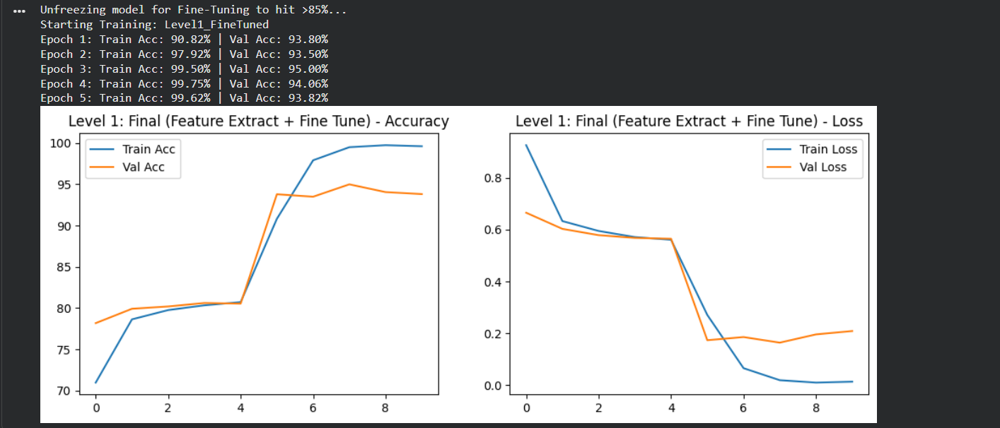 Unfreezing model for Fine-Tuning to hit >85%...
Starting Training: Level1_FineTuned
Epoch 1: Train Acc: 90.82% | Val Acc: 93.80%
Epoch 2: Train Acc: 97.92% | Val Acc: 93.50%
Epoch 3: Train Acc: 99.50% | Val Acc: 95.00%
Epoch 4: Train Acc: 99.75% | Val Acc: 94.06%
Epoch 5: Train Acc: 99.62% | Val Acc: 93.82%
Level 1: Final (Feature Extract + Fine Tune) - Accuracy
Train Acc
Val Acc
100
95
90
85
80
75
70
0 2 4 6 8
Level 1: Final (Feature Extract + Fine Tune) - Loss
Train Loss
Val Loss
0.8
0.6
0.4
0.2
0.0
0 2 4 6 8